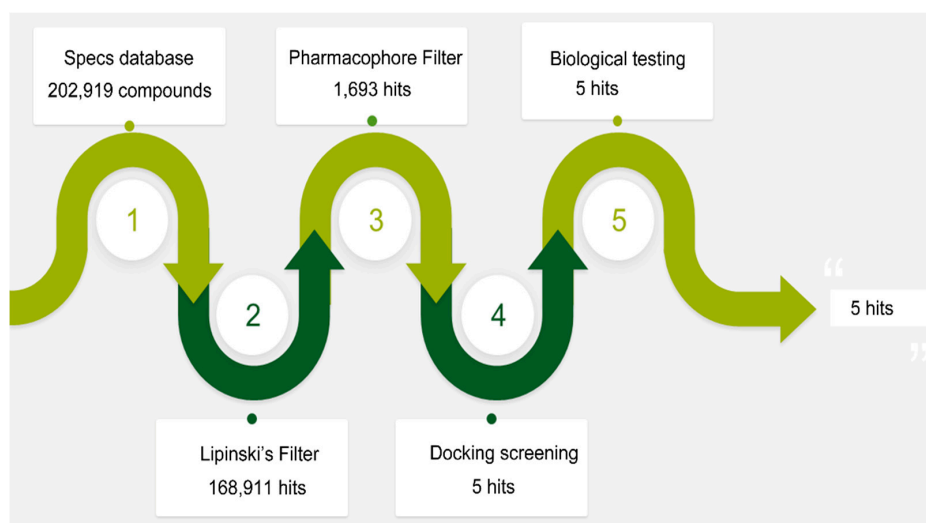 Specs database
202,919 compounds
1
Lipinski's Filter
168,911 hits
2
Pharmacophore Filter
1,693 hits
3
Docking screening
5 hits
4
Biological testing
5 hits
5
“
5 hits
”